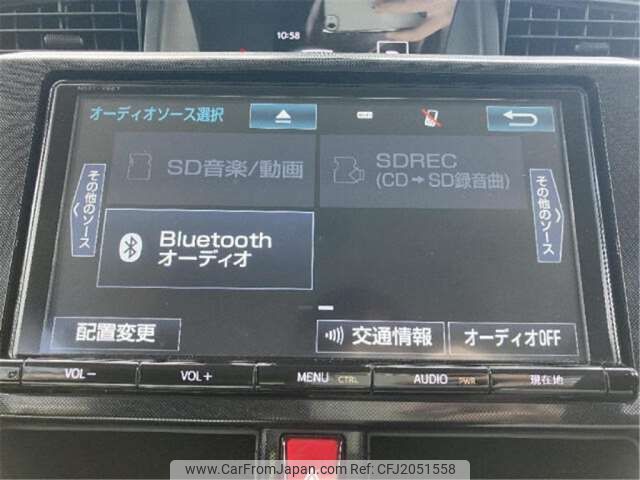 10:58
オーディオソース選択
SD音楽/動画
SDREC
(CD→SD録音曲)
その他のソース
その他のソース
Bluetooth
オーディオ
配置変更
交通情報
オーディオOFF
VOL−
VOL+
MENU CTRL
AUDIO PWR
現在地
www.CarFromJapan.com - CFJ2051558